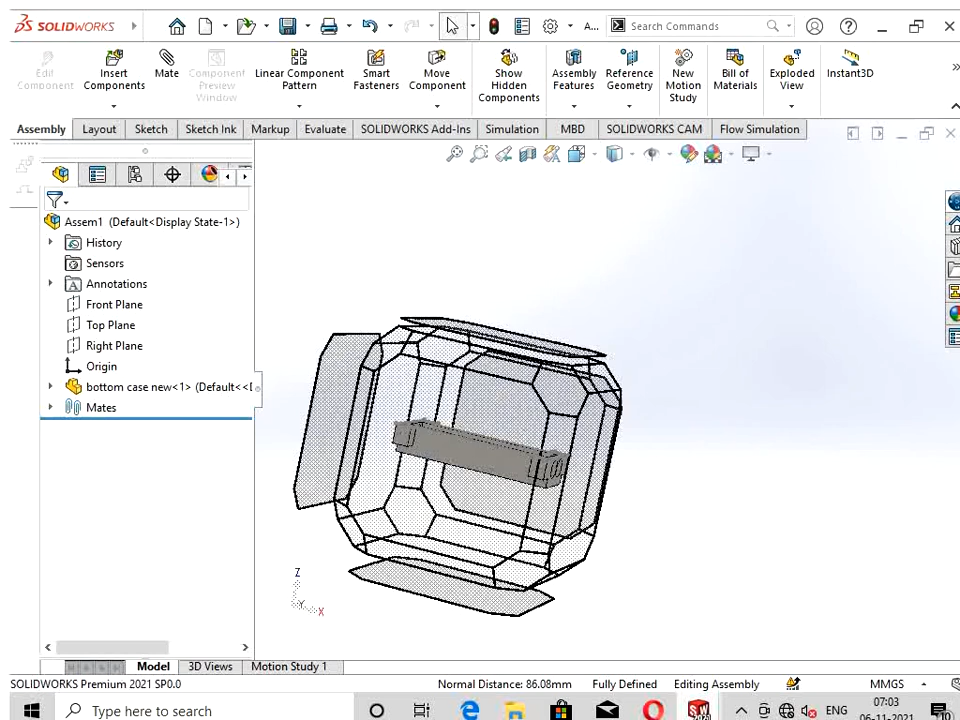 SOLIDWORKS
A...
Search Commands
Edit Component
Insert Components
Mate
Component Preview Window
Linear Component Pattern
Smart Fasteners
Move Component
Show Hidden Components
Assembly Features
Reference Geometry
New Motion Study
Bill of Materials
Exploded View
Instant3D
Assembly Layout Sketch Sketch Ink Markup Evaluate SOLIDWORKS Add-Ins Simulation MBD SOLIDWORKS CAM Flow Simulation
Assem1 (Default<Display State-1>)
History
Sensors
Annotations
Front Plane
Top Plane
Right Plane
Origin
bottom case new<1> (Default<<
Mates
Z
Y
X
Model 3D Views Motion Study 1
SOLIDWORKS Premium 2021 SP0.0 Normal Distance: 86.08mm Fully Defined Editing Assembly MMGS
Type here to search
ENG
07:03
06-11-2021